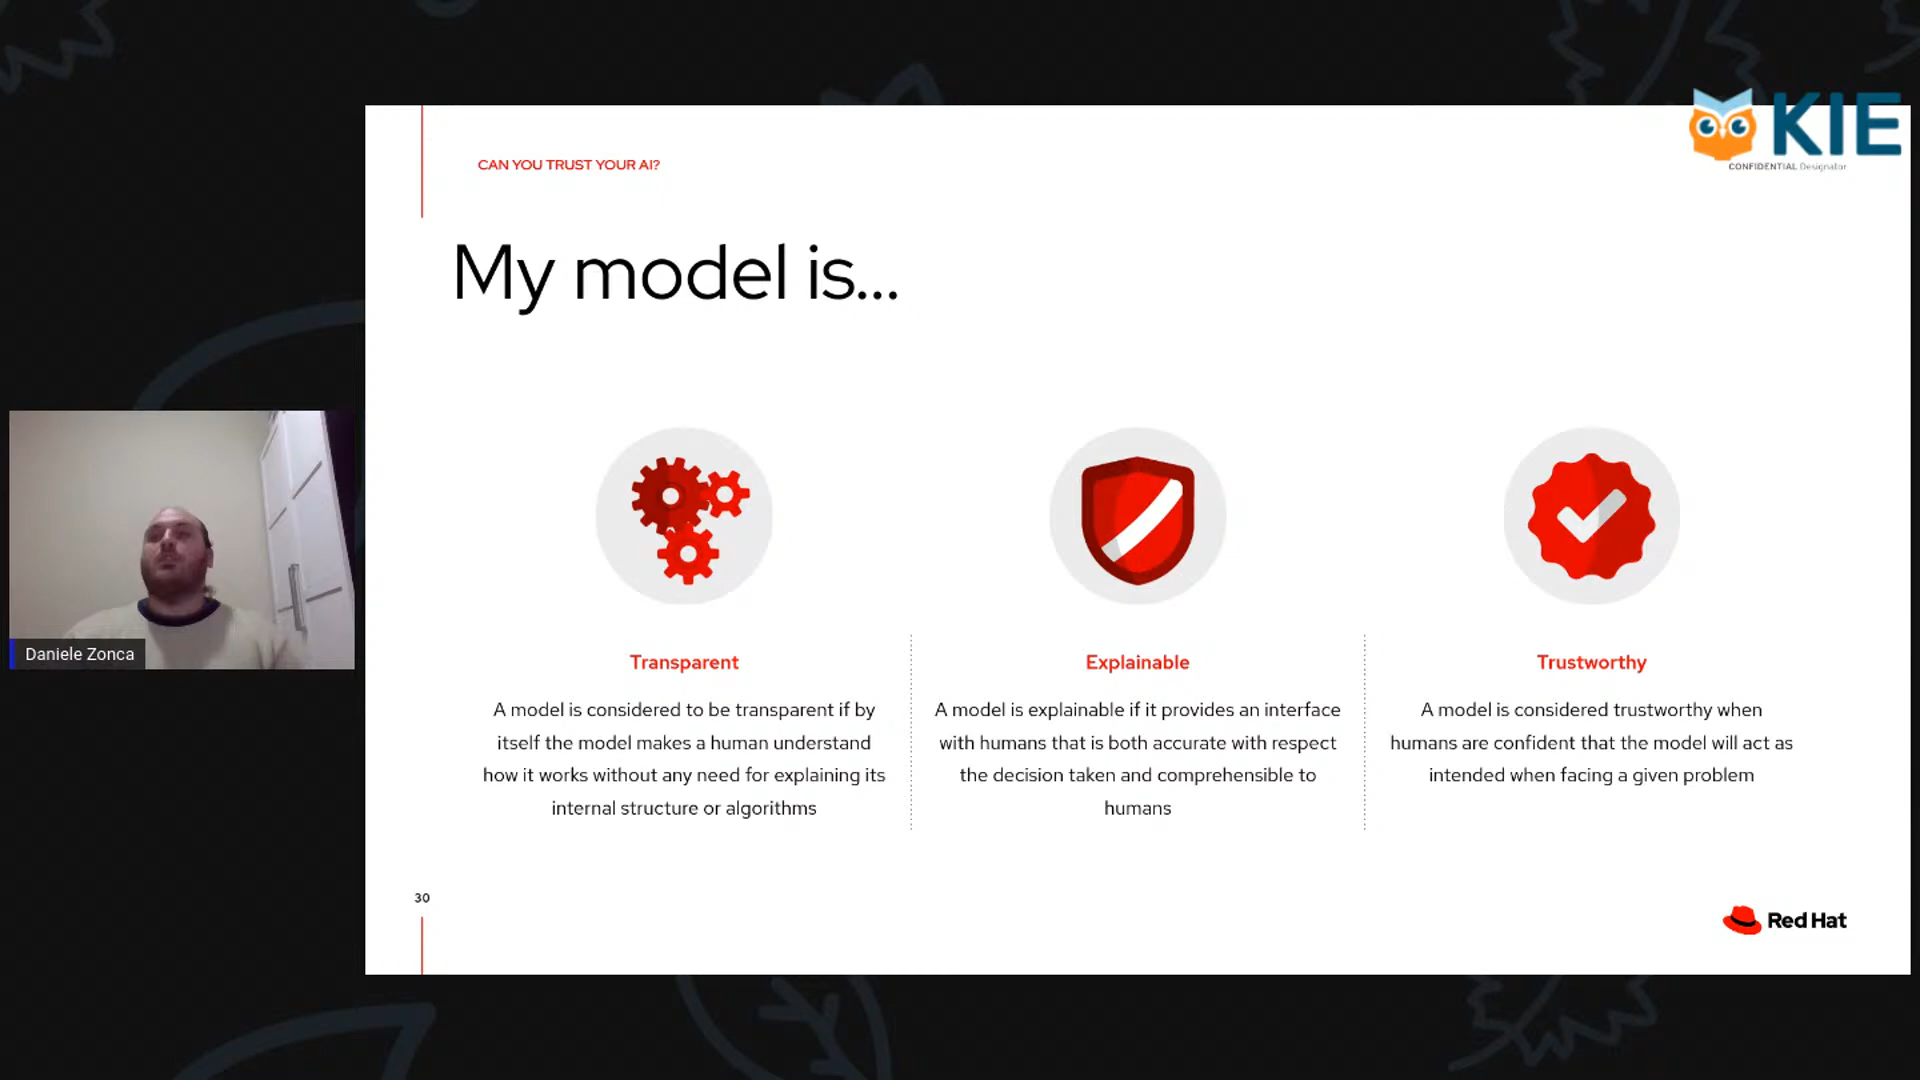 KIE
CONFIDENTIAL Designator
CAN YOU TRUST YOUR AI?
My model is...
Transparent
A model is considered to be transparent if by
itself the model makes a human understand
how it works without any need for explaining its
internal structure or algorithms
Explainable
A model is explainable if it provides an interface
with humans that is both accurate with respect
the decision taken and comprehensible to
humans
Trustworthy
A model is considered trustworthy when
humans are confident that the model will act as
intended when facing a given problem
Daniele Zonca
30
Red Hat